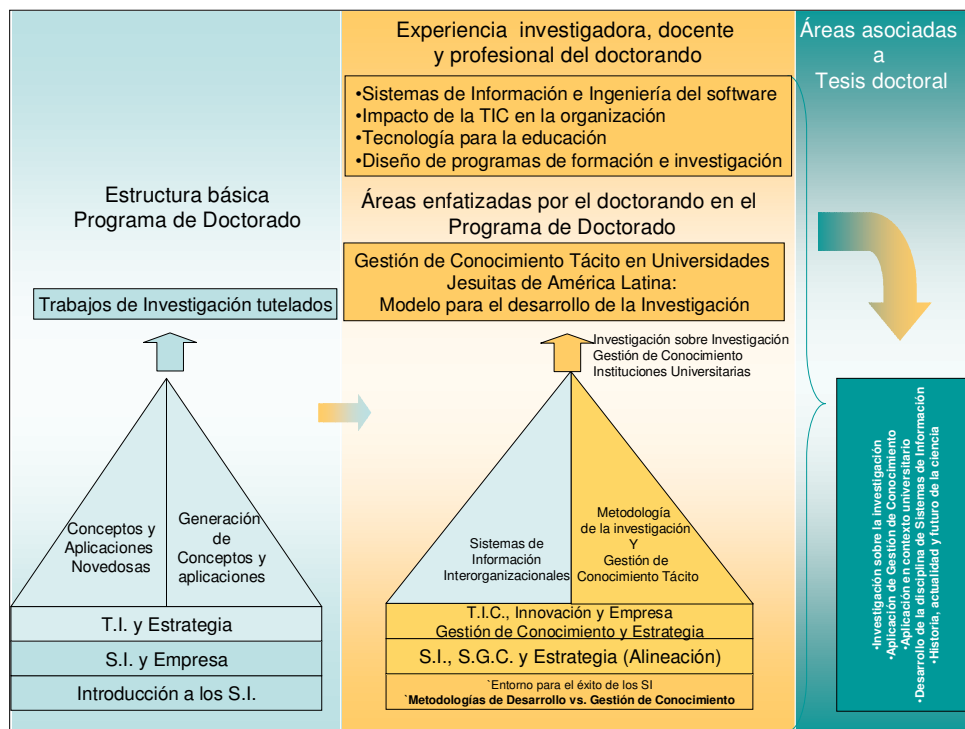 Estructura básica
Programa de Doctorado
Trabajos de Investigación tutelados
Conceptos y
Aplicaciones
Novedosas
Generación
de
Conceptos y
aplicaciones
T.I. y Estrategia
S.I. y Empresa
Introducción a los S.I.
Experiencia investigadora, docente
y profesional del doctorando
•Sistemas de Información e Ingeniería del software
•Impacto de la TIC en la organización
•Tecnología para la educación
•Diseño de programas de formación e investigación
Áreas enfatizadas por el doctorando en el
Programa de Doctorado
Gestión de Conocimiento Tácito en Universidades
Jesuitas de América Latina:
Modelo para el desarrollo de la Investigación
Investigación sobre Investigación
Gestión de Conocimiento
Instituciones Universitarias
Sistemas de
Información
Interorganizacionales
Metodología
de la investigación
Y
Gestión de
Conocimiento Tácito
T.I.C., Innovación y Empresa
Gestión de Conocimiento y Estrategia
S.I., S.G.C. y Estrategia (Alineación)
`Entorno para el éxito de los SI
`Metodologías de Desarrollo vs. Gestión de Conocimiento
Áreas asociadas
a
Tesis doctoral
•Investigación sobre la investigación
•Aplicación de Gestión de Conocimiento
•Aplicación en contexto universitario
•Desarrollo de la disciplina de Sistemas de Información
•Historia, actualidad y futuro de la ciencia